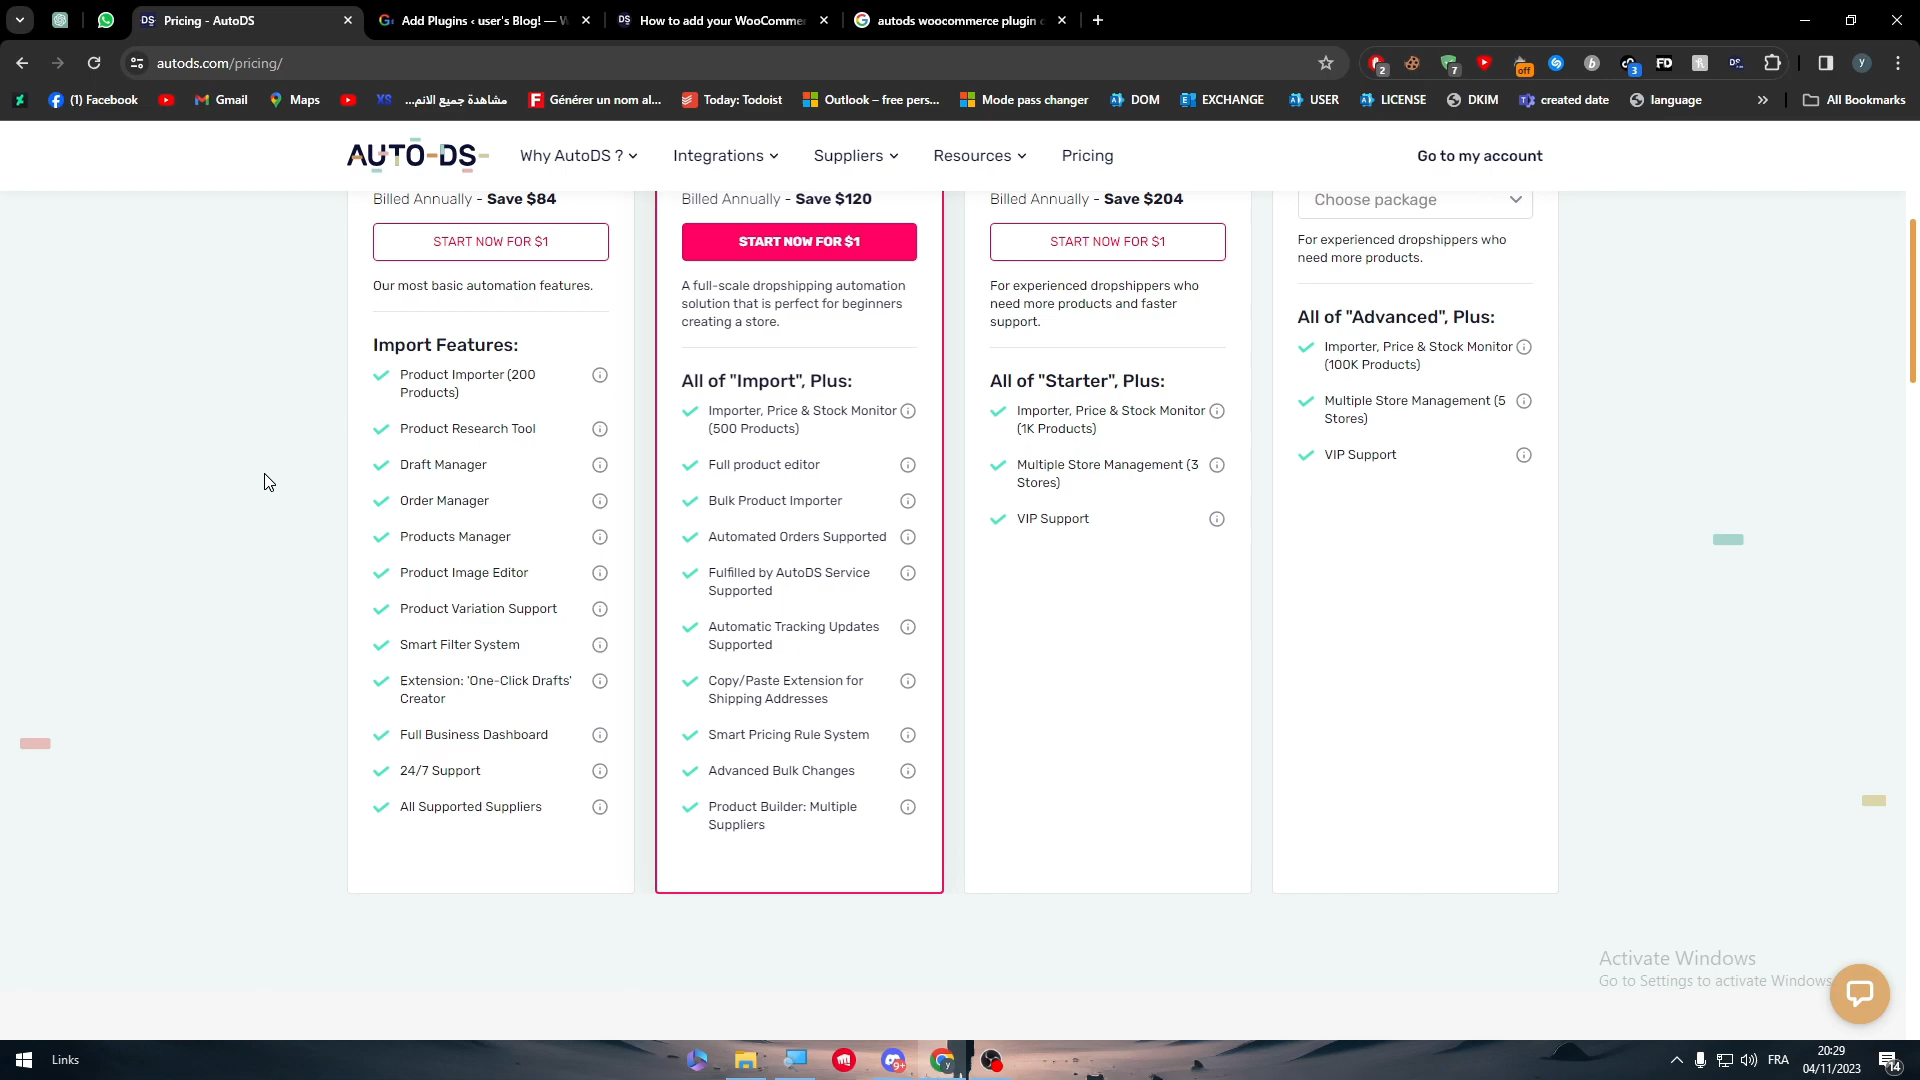 Pricing - AutoDS
Add Plugins ‹ user's Blog! — W
How to add your WooComme
autods woocommerce plugin
autods.com/pricing/
2
7
off
3
FD
DS
y
(1) Facebook
Gmail
Maps
XS
مشاهدة جميع الانم...
Générer un nom al...
Today: Todoist
Outlook – free pers...
Mode pass changer
DOM
EXCHANGE
USER
LICENSE
DKIM
created date
language
»
All Bookmarks
AUTO-DS
Why AutoDS ?
Integrations
Suppliers
Resources
Pricing
Go to my account
Billed Annually - Save $84
START NOW FOR $1
Our most basic automation features.
Import Features:
Product Importer (200
Products)
Product Research Tool
Draft Manager
Order Manager
Products Manager
Product Image Editor
Product Variation Support
Smart Filter System
Extension: 'One-Click Drafts'
Creator
Full Business Dashboard
24/7 Support
All Supported Suppliers
Billed Annually - Save $120
START NOW FOR $1
A full-scale dropshipping automation
solution that is perfect for beginners
creating a store.
All of "Import", Plus:
Importer, Price & Stock Monitor
(500 Products)
Full product editor
Bulk Product Importer
Automated Orders Supported
Fulfilled by AutoDS Service
Supported
Automatic Tracking Updates
Supported
Copy/Paste Extension for
Shipping Addresses
Smart Pricing Rule System
Advanced Bulk Changes
Product Builder: Multiple
Suppliers
Billed Annually - Save $204
START NOW FOR $1
For experienced dropshippers who
need more products and faster
support.
All of "Starter", Plus:
Importer, Price & Stock Monitor
(1K Products)
Multiple Store Management (3
Stores)
VIP Support
Choose package
For experienced dropshippers who
need more products.
All of "Advanced", Plus:
Importer, Price & Stock Monitor
(100K Products)
Multiple Store Management (5
Stores)
VIP Support
Activate Windows
Go to Settings to activate Windows
Links
9+
FRA
20:29
04/11/2023
14